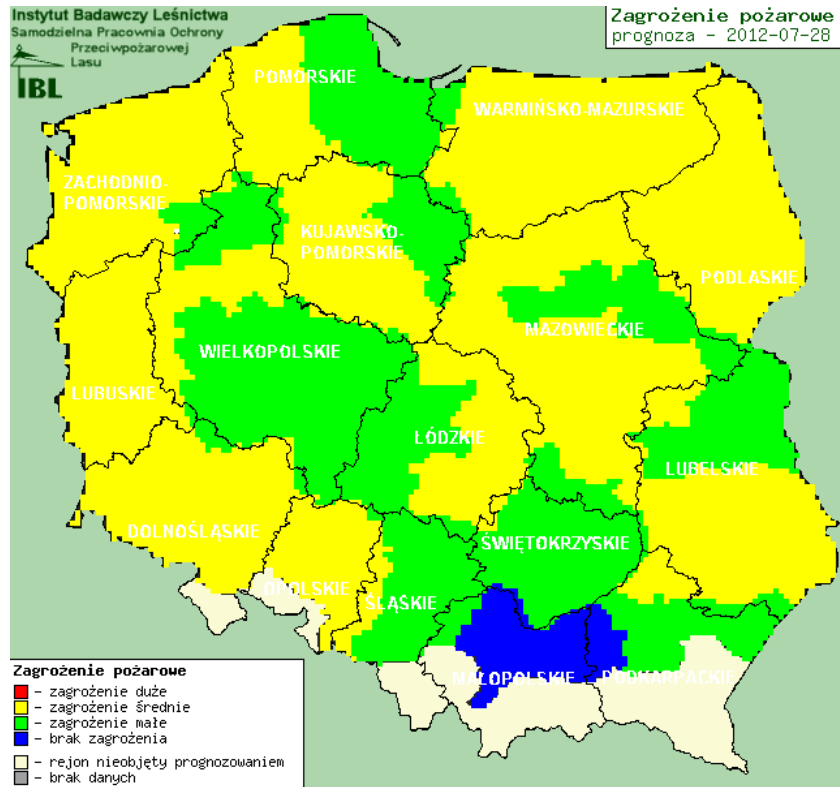 Instytut Badawczy Leśnictwa
Samodzielna Pracownia Ochrony
Przeciwpożarowej
Lasu
IBL
Zagrożenie pożarowe
prognoza - 2012-07-28
POMORSKIE
WARMIŃSKO-MAZURSKIE
ZACHODNIO-
POMORSKIE
KUJAWSKO-
POMORSKIE
PODLASKIE
MAZOWIECKIE
WIELKOPOLSKIE
LUBUSKIE
ŁÓDZKIE
LUBELSKIE
DOLNOŚLĄSKIE
ŚWIĘTOKRZYSKIE
OPOLSKIE
ŚLĄSKIE
MAŁOPOLSKIE
PODKARPACKIE
Zagrożenie pożarowe
- zagrożenie duże
- zagrożenie średnie
- zagrożenie małe
- brak zagrożenia
- rejon nieobjęty prognozowaniem
- brak danych